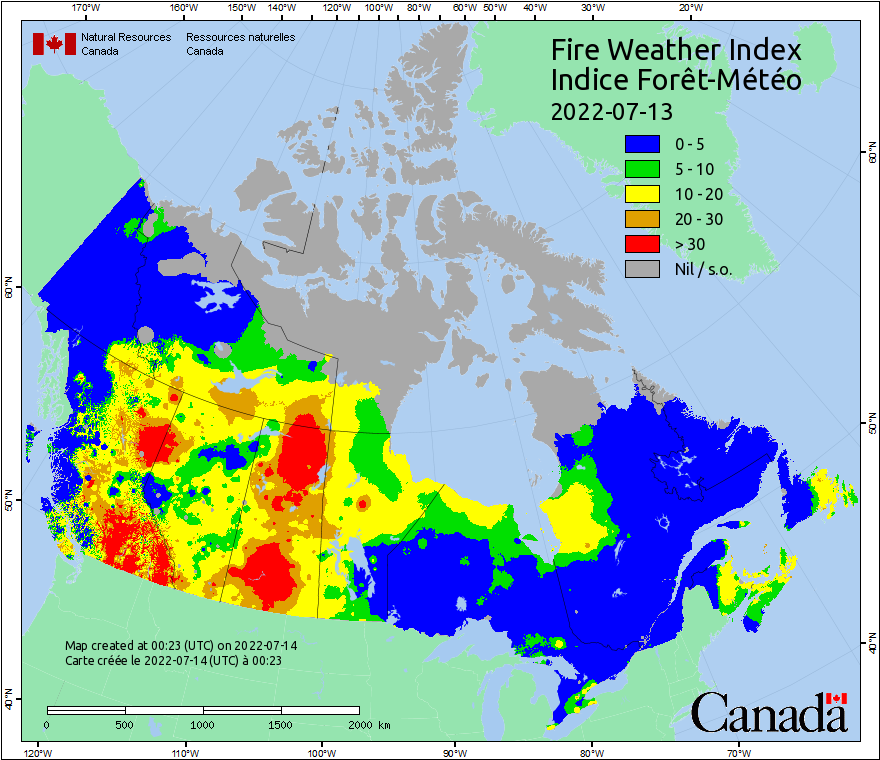 170°W 160°W 150°W 140°W 130°W 120°W 110°W 100°W 90°W 80°W 70°W 60°W 50°W 40°W 30°W 20°W
Natural Resources Ressources naturelles
Canada Canada
Fire Weather Index
Indice Forêt-Météo
2022-07-13
0 - 5
5 - 10
10 - 20
20 - 30
> 30
Nil / s.o.
60°N
60°N
50°N
50°N
40°N
40°N
Map created at 00:23 (UTC) on 2022-07-14
Carte créée le 2022-07-14 (UTC) à 00:23
0 500 1000 1500 2000 km
Canada
120°W 110°W 100°W 90°W 80°W 70°W